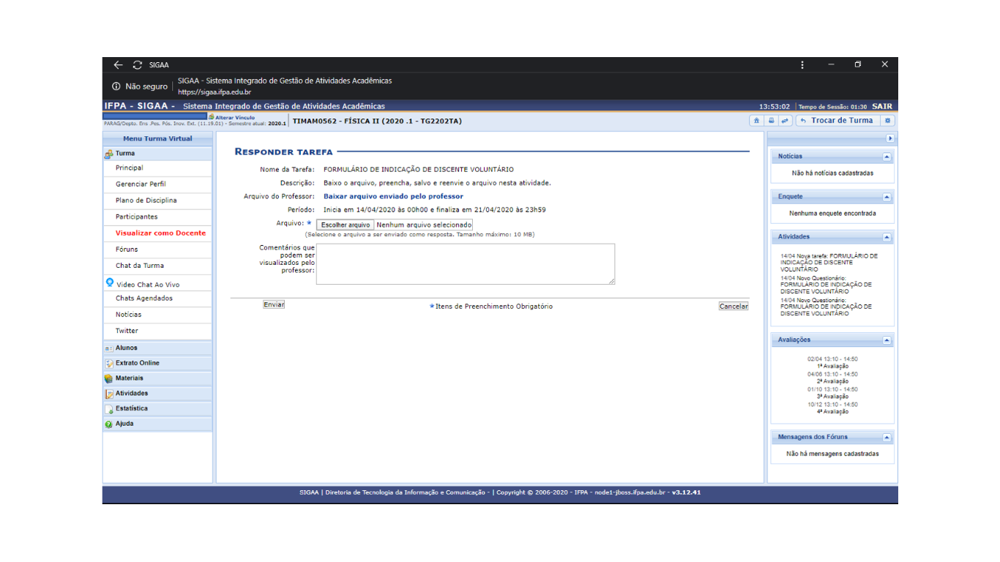 SIGAA
Não seguro
SIGAA - Sistema Integrado de Gestão de Atividades Acadêmicas
https://sigaa.ifpa.edu.br
IFPA - SIGAA - Sistema Integrado de Gestão de Atividades Acadêmicas
13:53:02 | Tempo de Sessão: 01:30 SAIR
Alterar Vínculo
PARAG/Depto. Ens .Pes. Pós. Inov. Ext. (11.19.01) - Semestre atual: 2020.1
TIMAM0562 - FÍSICA II (2020 .1 - TG2202TA)
Trocar de Turma
Menu Turma Virtual
Turma
Principal
Gerenciar Perfil
Plano de Disciplina
Participantes
Visualizar como Docente
Fóruns
Chat da Turma
Video Chat Ao Vivo
Chats Agendados
Notícias
Twitter
Alunos
Extrato Online
Materiais
Atividades
Estatística
Ajuda
RESPONDER TAREFA
Nome da Tarefa: FORMULÁRIO DE INDICAÇÃO DE DISCENTE VOLUNTÁRIO
Descrição: Baixo o arquivo, preencha, salvo e reenvie o arquivo nesta atividade.
Arquivo do Professor: Baixar arquivo enviado pelo professor
Período: Inicia em 14/04/2020 às 00h00 e finaliza em 21/04/2020 às 23h59
Arquivo: * Escolher arquivo Nenhum arquivo selecionado
(Selecione o arquivo a ser enviado como resposta. Tamanho máximo: 10 MB)
Comentários que
podem ser
visualizados pelo
professor:
Enviar
* Itens de Preenchimento Obrigatório
Cancelar
Notícias
Não há notícias cadastradas
Enquete
Nenhuma enquete encontrada
Atividades
14/04 Nova tarefa: FORMULÁRIO DE
INDICAÇÃO DE DISCENTE
VOLUNTÁRIO
14/04 Novo Questionário:
FORMULÁRIO DE INDICAÇÃO DE
DISCENTE VOLUNTÁRIO
14/04 Novo Questionário:
FORMULÁRIO DE INDICAÇÃO DE
DISCENTE VOLUNTÁRIO
Avaliações
02/04 13:10 - 14:50
1ª Avaliação
04/06 13:10 - 14:50
2ª Avaliação
01/10 13:10 - 14:50
3ª Avaliação
10/12 13:10 - 14:50
4ª Avaliação
Mensagens dos Fóruns
Não há mensagens cadastradas
SIGAA | Diretoria de Tecnologia da Informação e Comunicação - | Copyright © 2006-2020 - IFPA - node1-jboss.ifpa.edu.br - v3.12.41